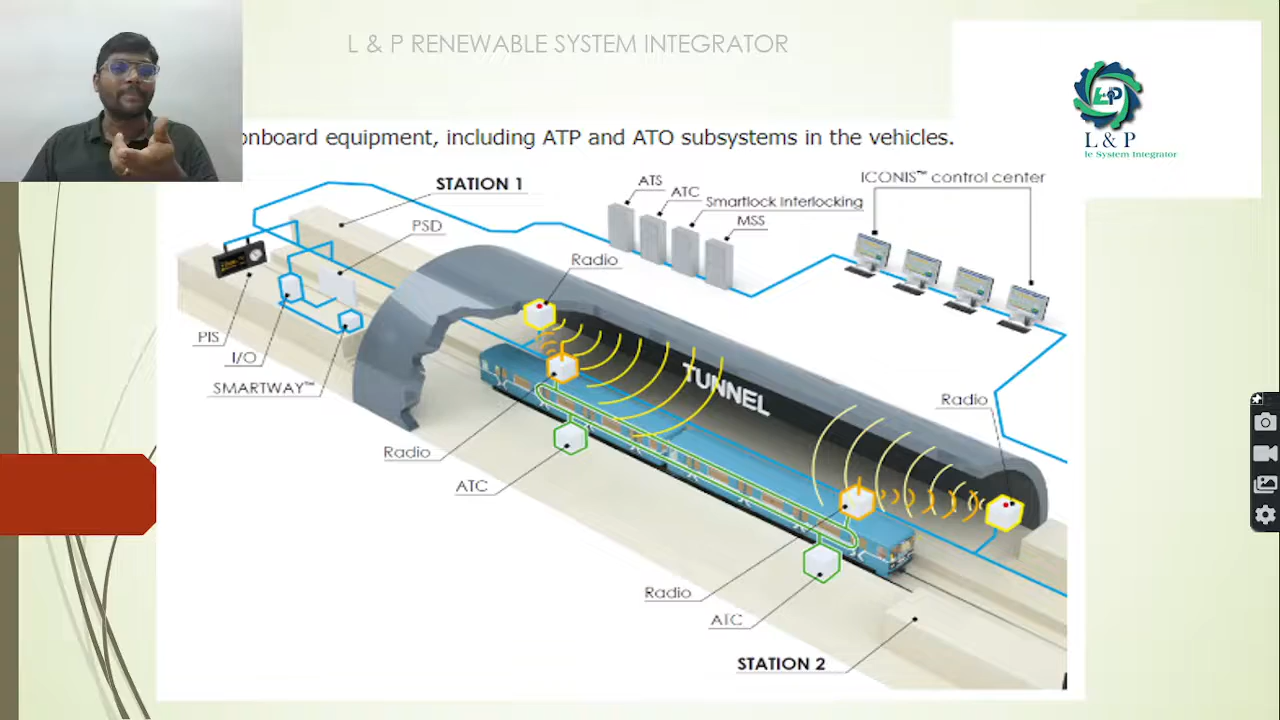 L & P RENEWABLE SYSTEM INTEGRATOR
L & P
L & P
le System Integrator
onboard equipment, including ATP and ATO subsystems in the vehicles.
STATION 1
ATS
ATC
Smartlock Interlocking
MSS
ICONIS™ control center
PSD
Radio
PIS
I/O
SMARTWAY™
TUNNEL
Radio
Radio
ATC
Radio
ATC
STATION 2